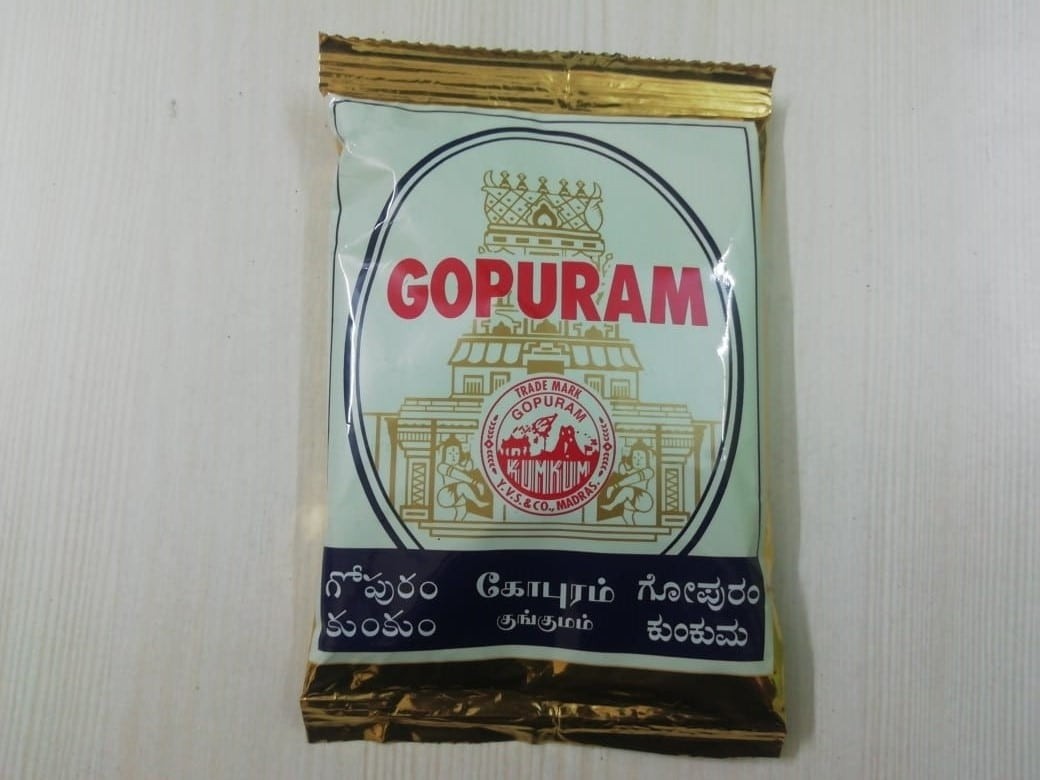 GOPURAM
TRADE MARK
GOPURAM
KUMKUM
Y.V.S. & CO., MADRAS.
గోపురం
కుంకుం
கோபுரம்
குங்குமம்
ಗೋಪುರಂ
ಕುಂಕುಮ